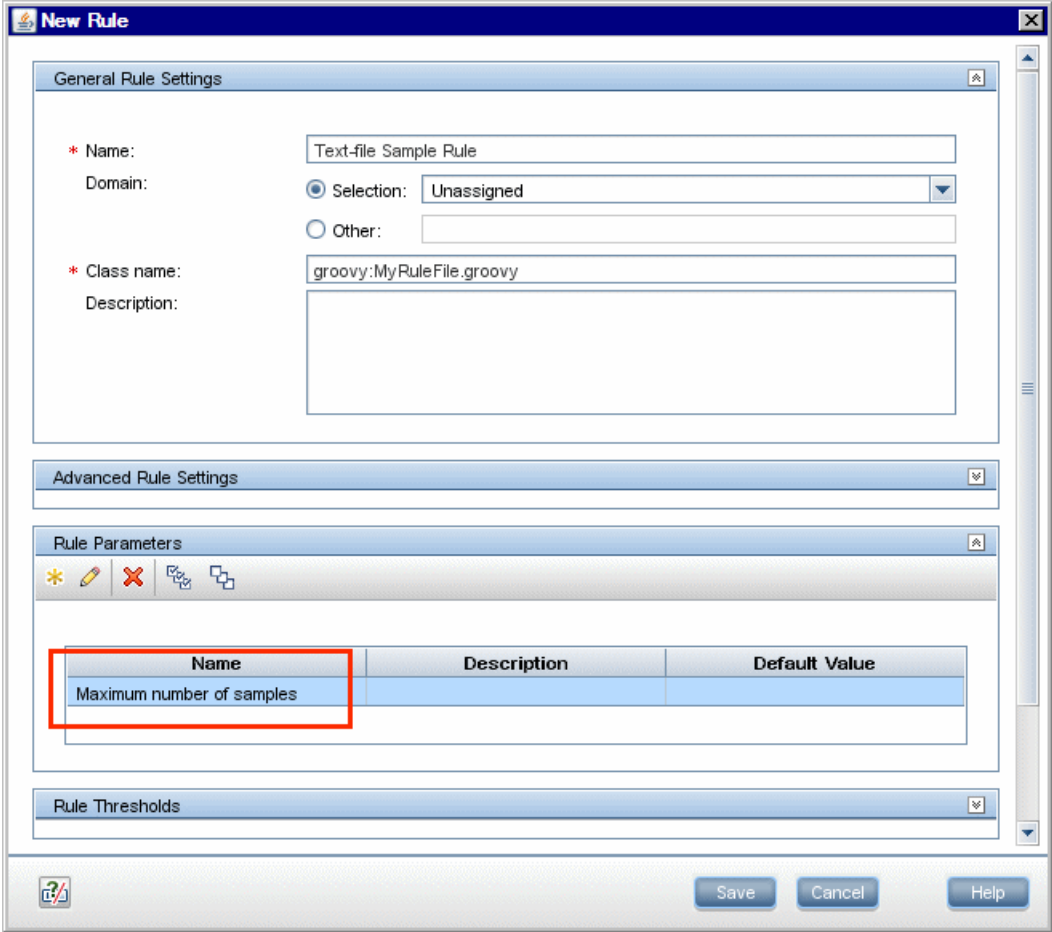 New Rule
General Rule Settings
* Name: Text-file Sample Rule
Domain: Selection: Unassigned
Other:
* Class name: groovy:MyRuleFile.groovy
Description:
Advanced Rule Settings
Rule Parameters
Name Description Default Value
Maximum number of samples
Rule Thresholds
Save Cancel Help